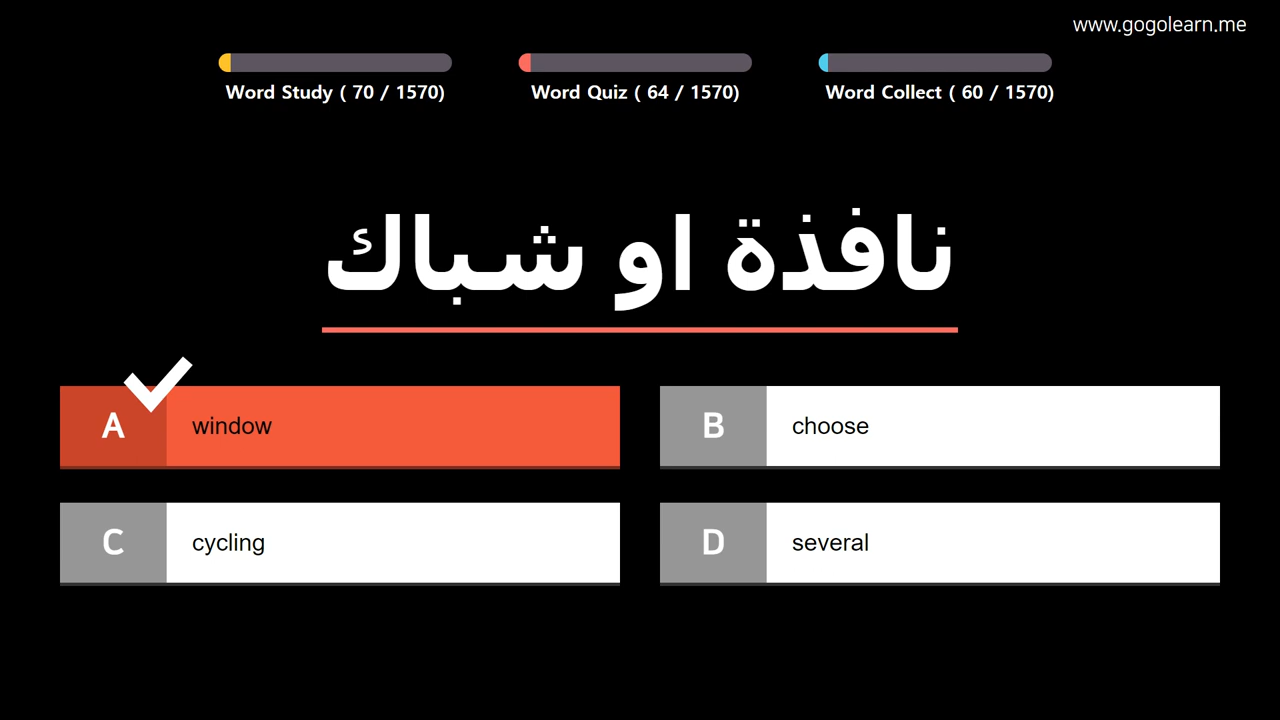 www.gogolearn.me
Word Study ( 70 / 1570)
Word Quiz ( 64 / 1570)
Word Collect ( 60 / 1570)
نافذة او شباك
A window
B choose
C cycling
D several